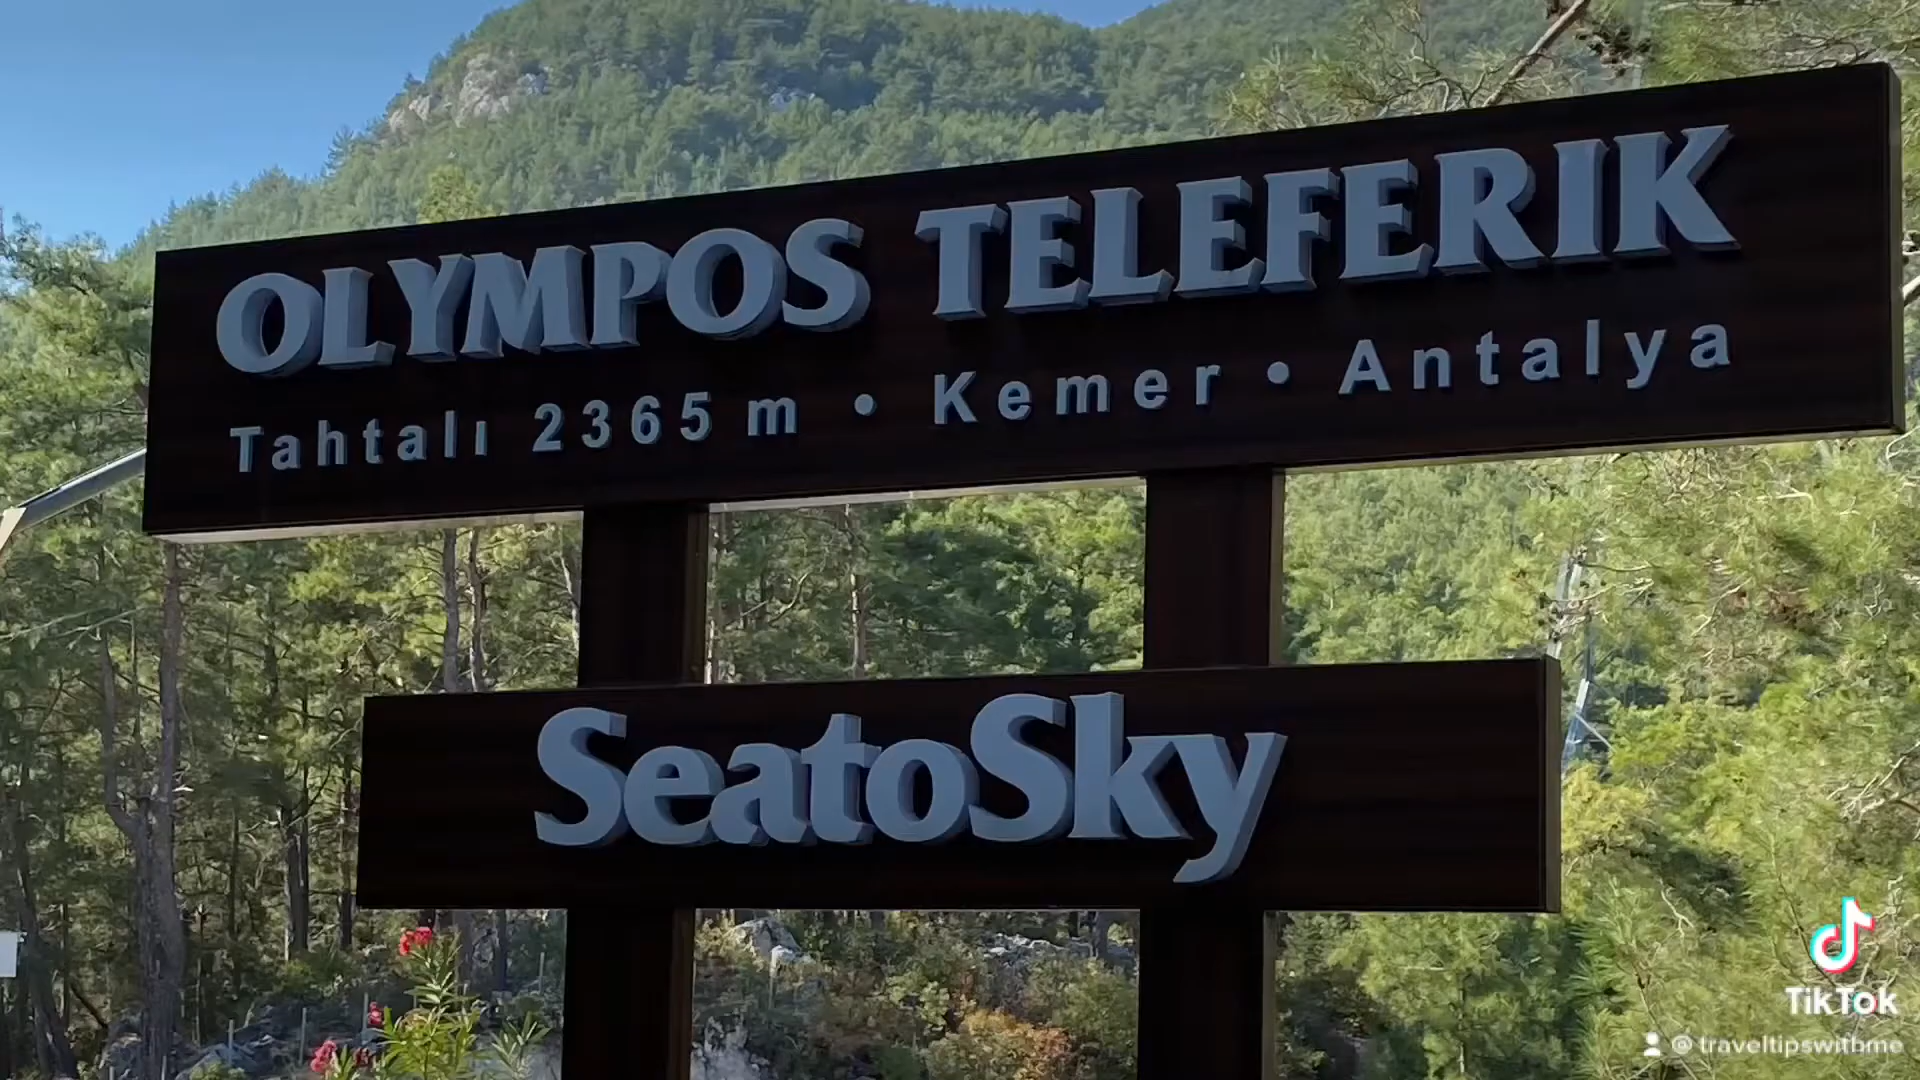 OLYMPOS TELEFERIK
Tahtalı 2365 m • Kemer • Antalya
SeatoSky
TikTok
@traveltipswithme